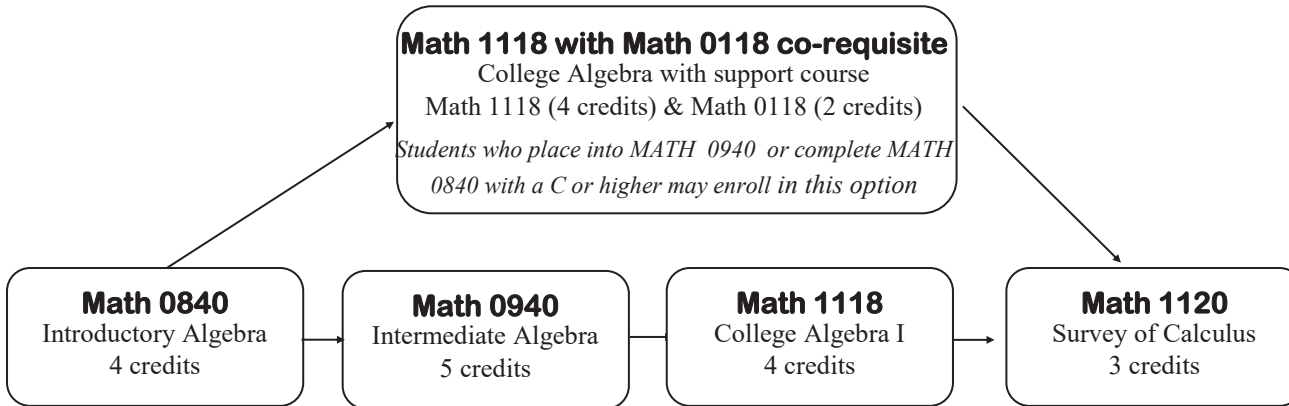 Math 1118 with Math 0118 co-requisite
College Algebra with support course
Math 1118 (4 credits) & Math 0118 (2 credits)
Students who place into MATH 0940 or complete MATH
0840 with a C or higher may enroll in this option
Math 0840
Introductory Algebra
4 credits
Math 0940
Intermediate Algebra
5 credits
Math 1118
College Algebra I
4 credits
Math 1120
Survey of Calculus
3 credits